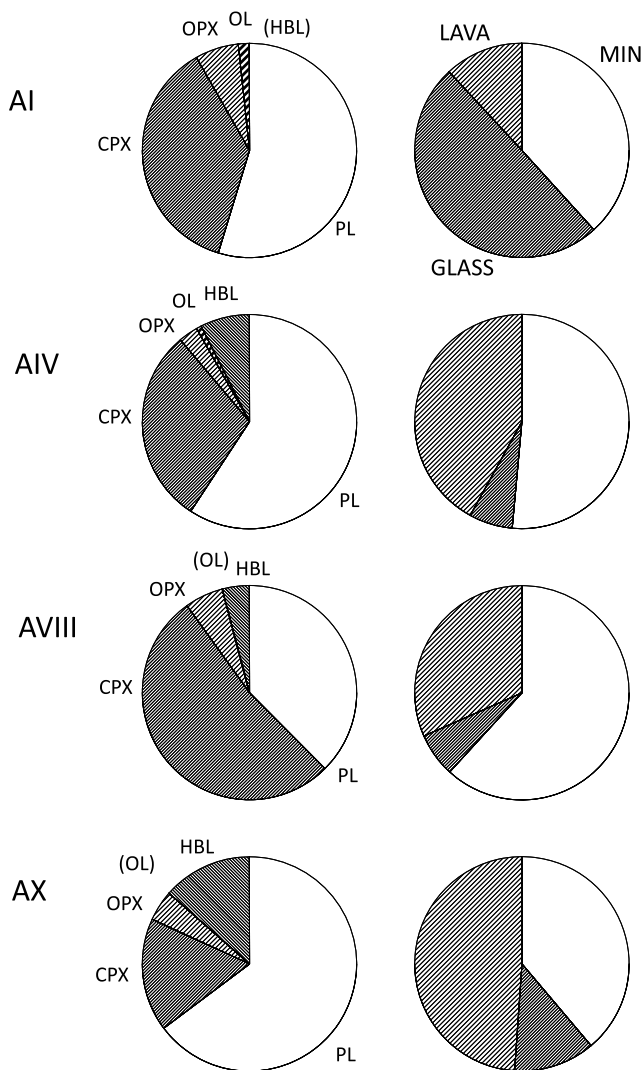 OPX OL (HBL)
LAVA
MIN
AI
CPX
PL
GLASS
OL HBL
OPX
AIV
CPX
PL
(OL) HBL
OPX
AVIII
CPX
PL
HBL
(OL)
AX
OPX
CPX
PL